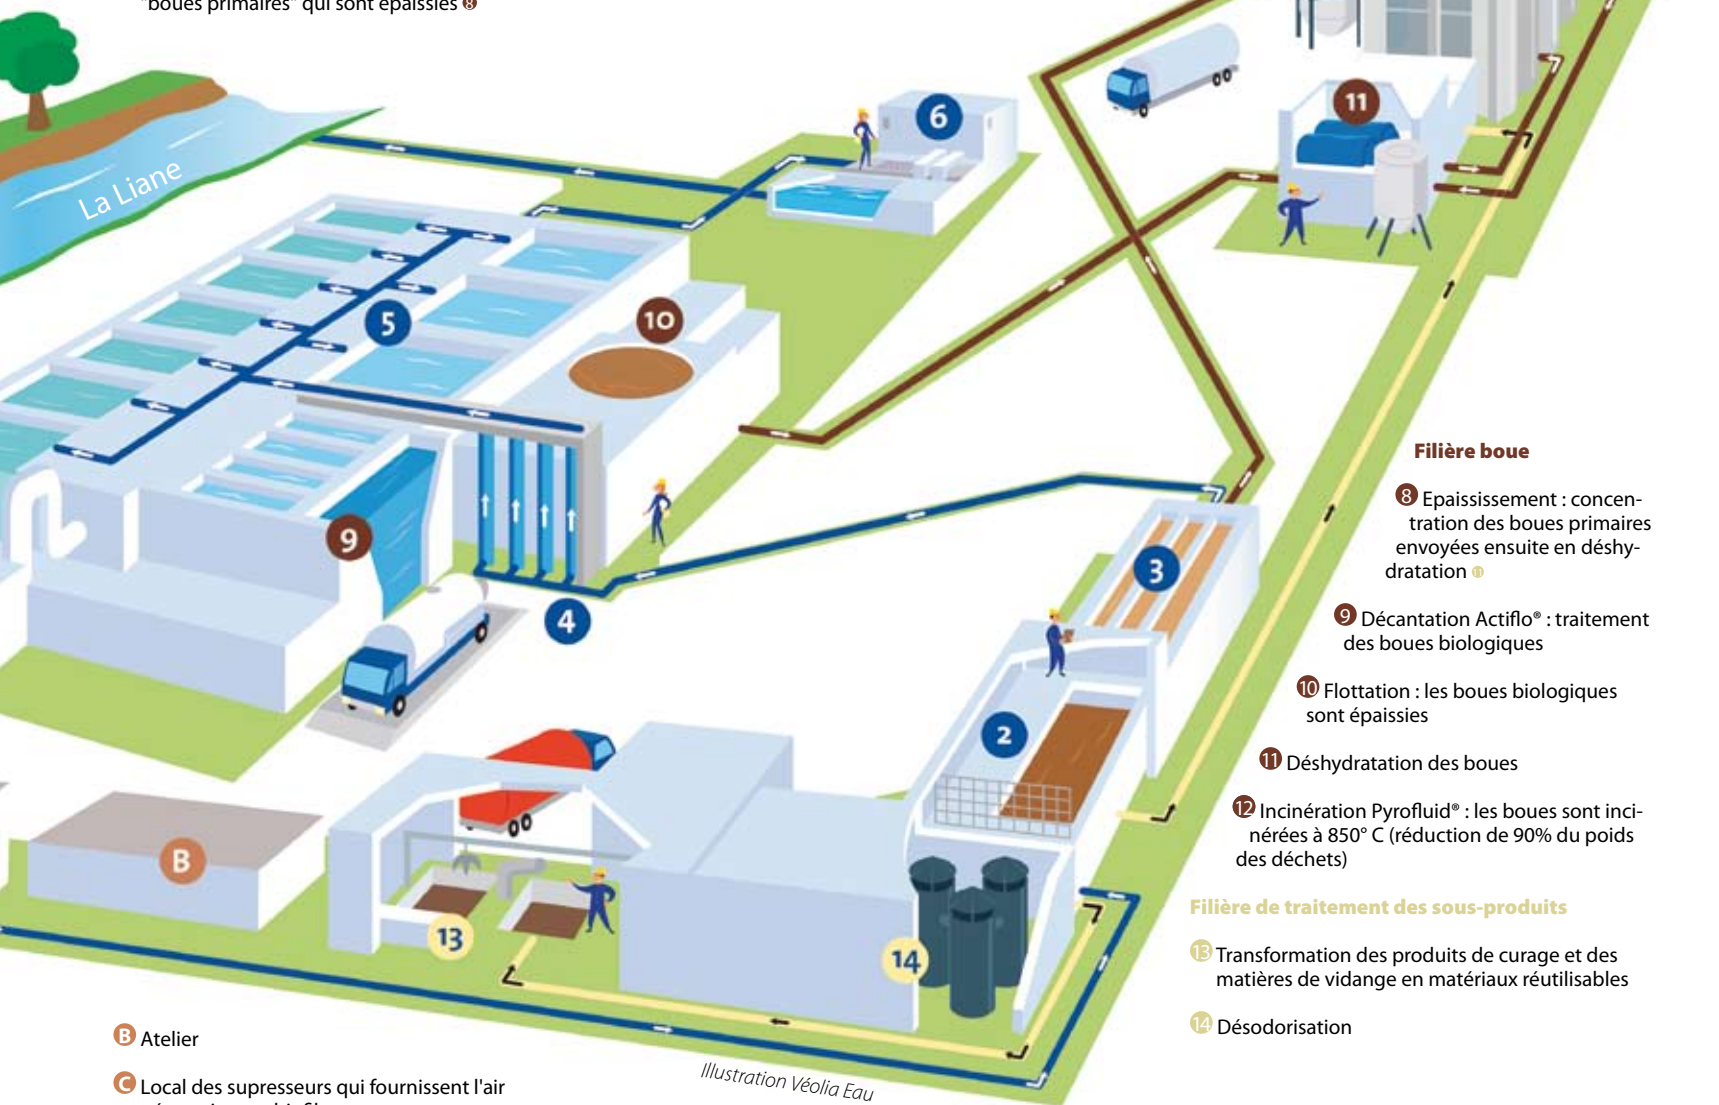 "boues primaires" qui sont épaissies 8
La Liane
6
11
5
10
9
4
3
2
B
13
14
Filière boue
8 Epaississement : concen-
tration des boues primaires
envoyées ensuite en déshy-
dratation 11
9 Décantation Actiflo® : traitement
des boues biologiques
10 Flottation : les boues biologiques
sont épaissies
11 Déshydratation des boues
12 Incinération Pyrofluid® : les boues sont inci-
nérées à 850° C (réduction de 90% du poids
des déchets)
Filière de traitement des sous-produits
13 Transformation des produits de curage et des
matières de vidange en matériaux réutilisables
14 Désodorisation
B Atelier
C Local des supresseurs qui fournissent l'air
Illustration Véolia Eau